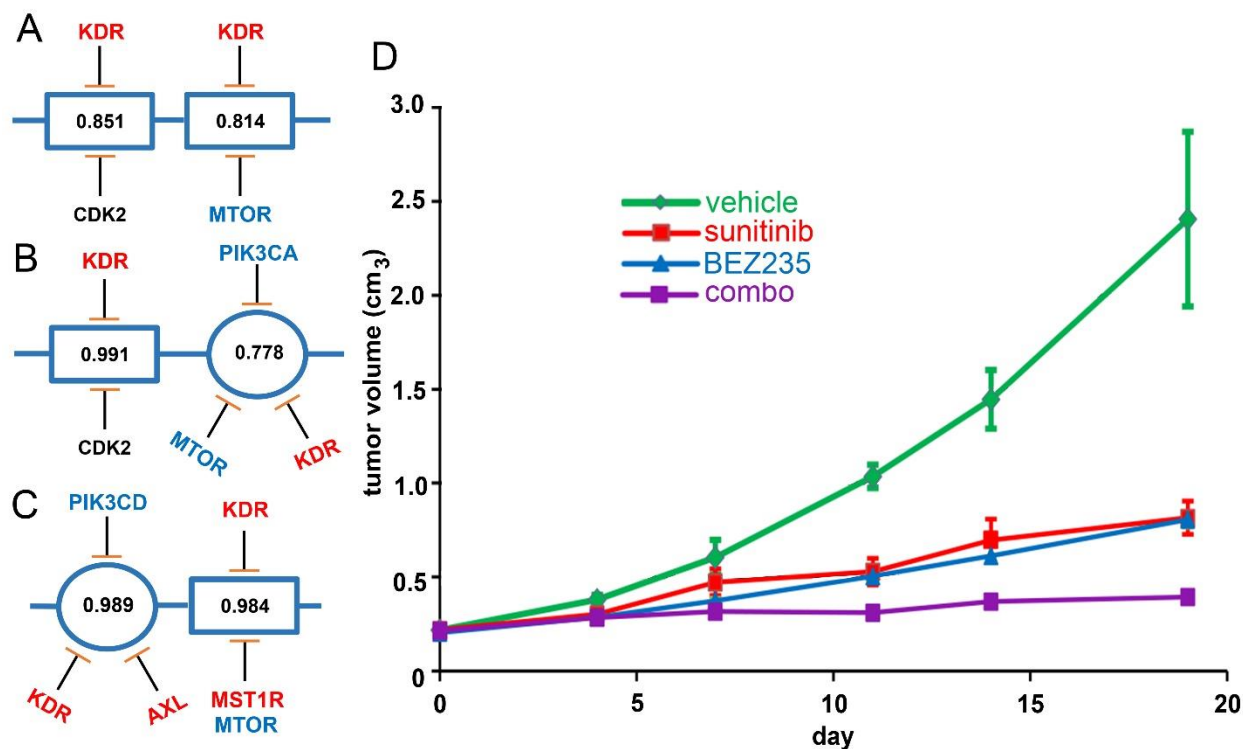 A
KDR
KDR
0.851
0.814
CDK2
MTOR
B
KDR
PIK3CA
0.991
0.778
CDK2
MTOR
KDR
C
PIK3CD
KDR
0.989
0.984
KDR
AXL
MST1R
MTOR
D
tumor volume (cm3)
3.0
2.5
2.0
1.5
1.0
0.5
0
vehicle
sunitinib
BEZ235
combo
0
5
10
15
20
day